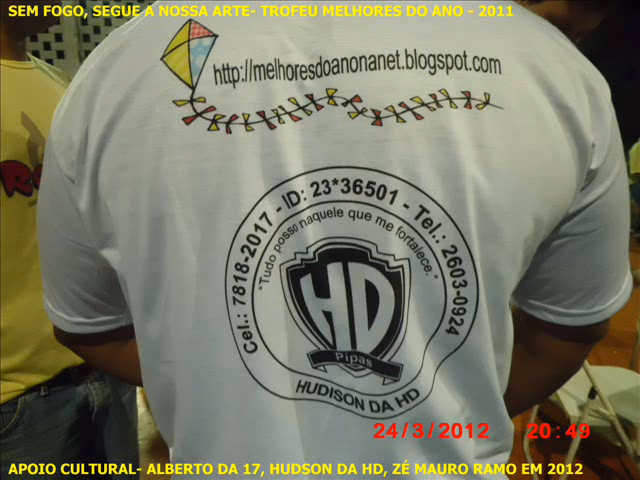 SEM FOGO, SEGUE A NOSSA ARTE- TROFEU MELHORES DO ANO - 2011
http://melhoresdoanonanet.blogspot.com
Cel.: 7818-2017 - ID: 23*36501 - Tel.: 2603-0924
"Tudo posso naquele que me fortalece."
HD
Pipas
HUDISON DA HD
24/3/2012 20:49
APOIO CULTURAL- ALBERTO DA 17, HUDSON DA HD, ZÉ MAURO RAMO EM 2012